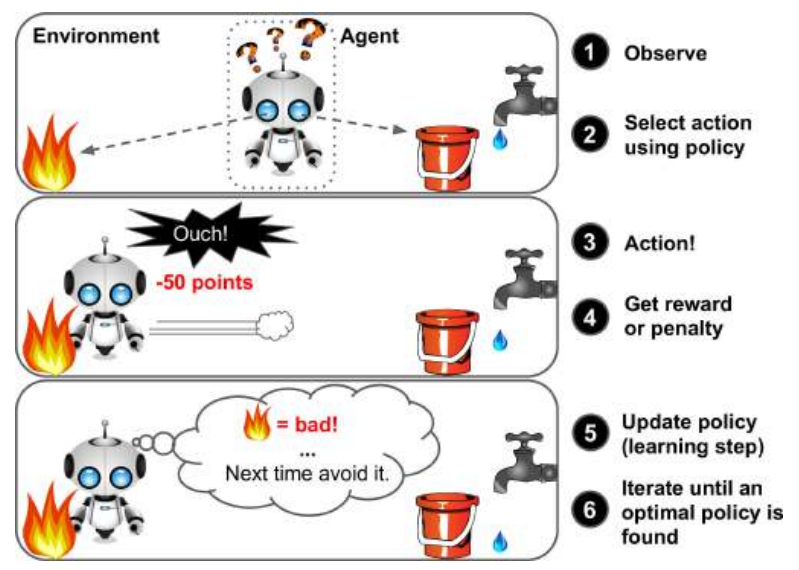 Environment
Agent
? ? ?
1 Observe
2 Select action
using policy
Ouch!
-50 points
3 Action!
4 Get reward
or penalty
= bad!
...
Next time avoid it.
5 Update policy
(learning step)
6 Iterate until an
optimal policy is
found